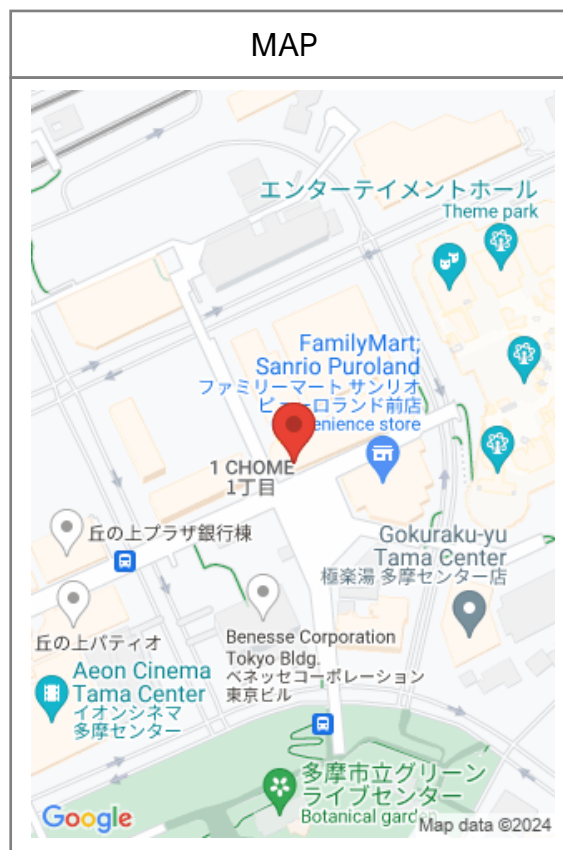 MAP
エンターテイメントホール
Theme park
FamilyMart;
Sanrio Puroland
ファミリーマート サンリオ
ピューロランド前店
enience store
1 CHOME
1丁目
丘の上プラザ銀行棟
Gokuraku-yu
Tama Center
極楽湯 多摩センター店
丘の上パティオ
Benesse Corporation
Tokyo Bldg.
ベネッセコーポレーション
東京ビル
Aeon Cinema
Tama Center
イオンシネマ
多摩センター
多摩市立グリーン
ライブセンター
Botanical garden
Google
Map data ©2024